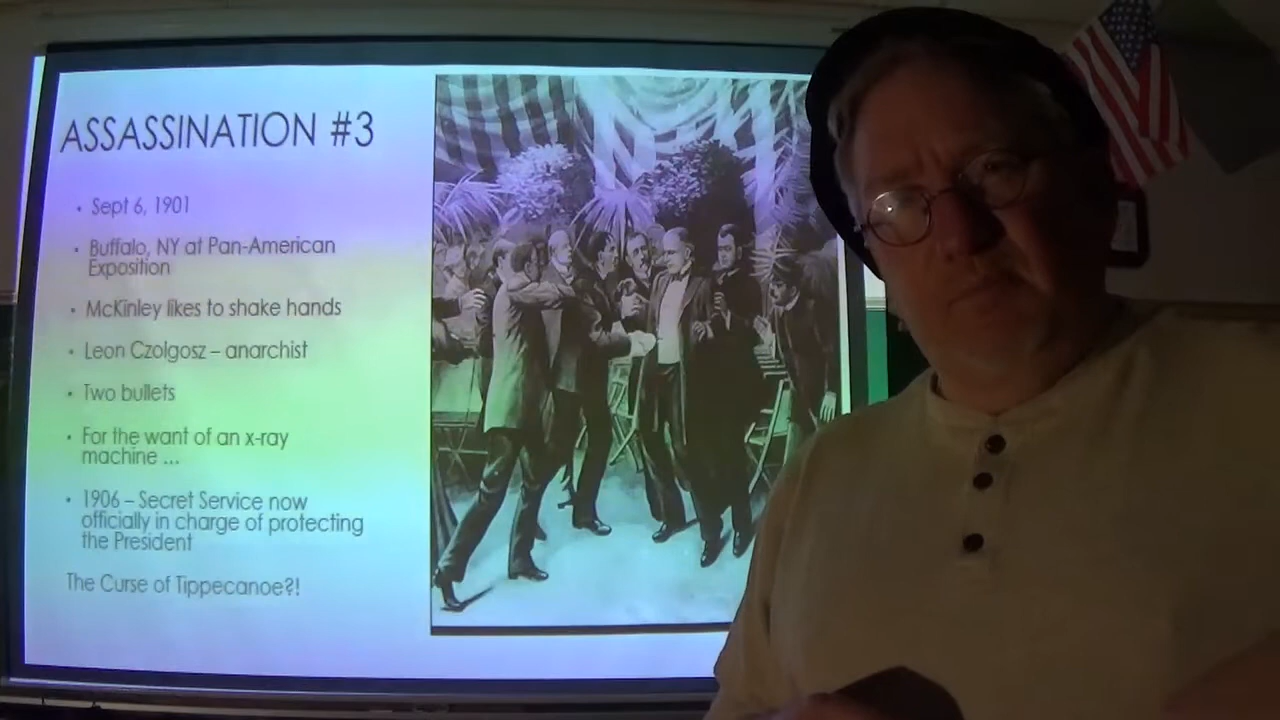 ASSASSINATION #3
• Sept 6, 1901
• Buffalo, NY at Pan-American
Exposition
• McKinley likes to shake hands
• Leon Czolgosz – anarchist
• Two bullets
• For the want of an x-ray
machine ...
• 1906 – Secret Service now
officially in charge of protecting
the President
The Curse of Tippecanoe?!